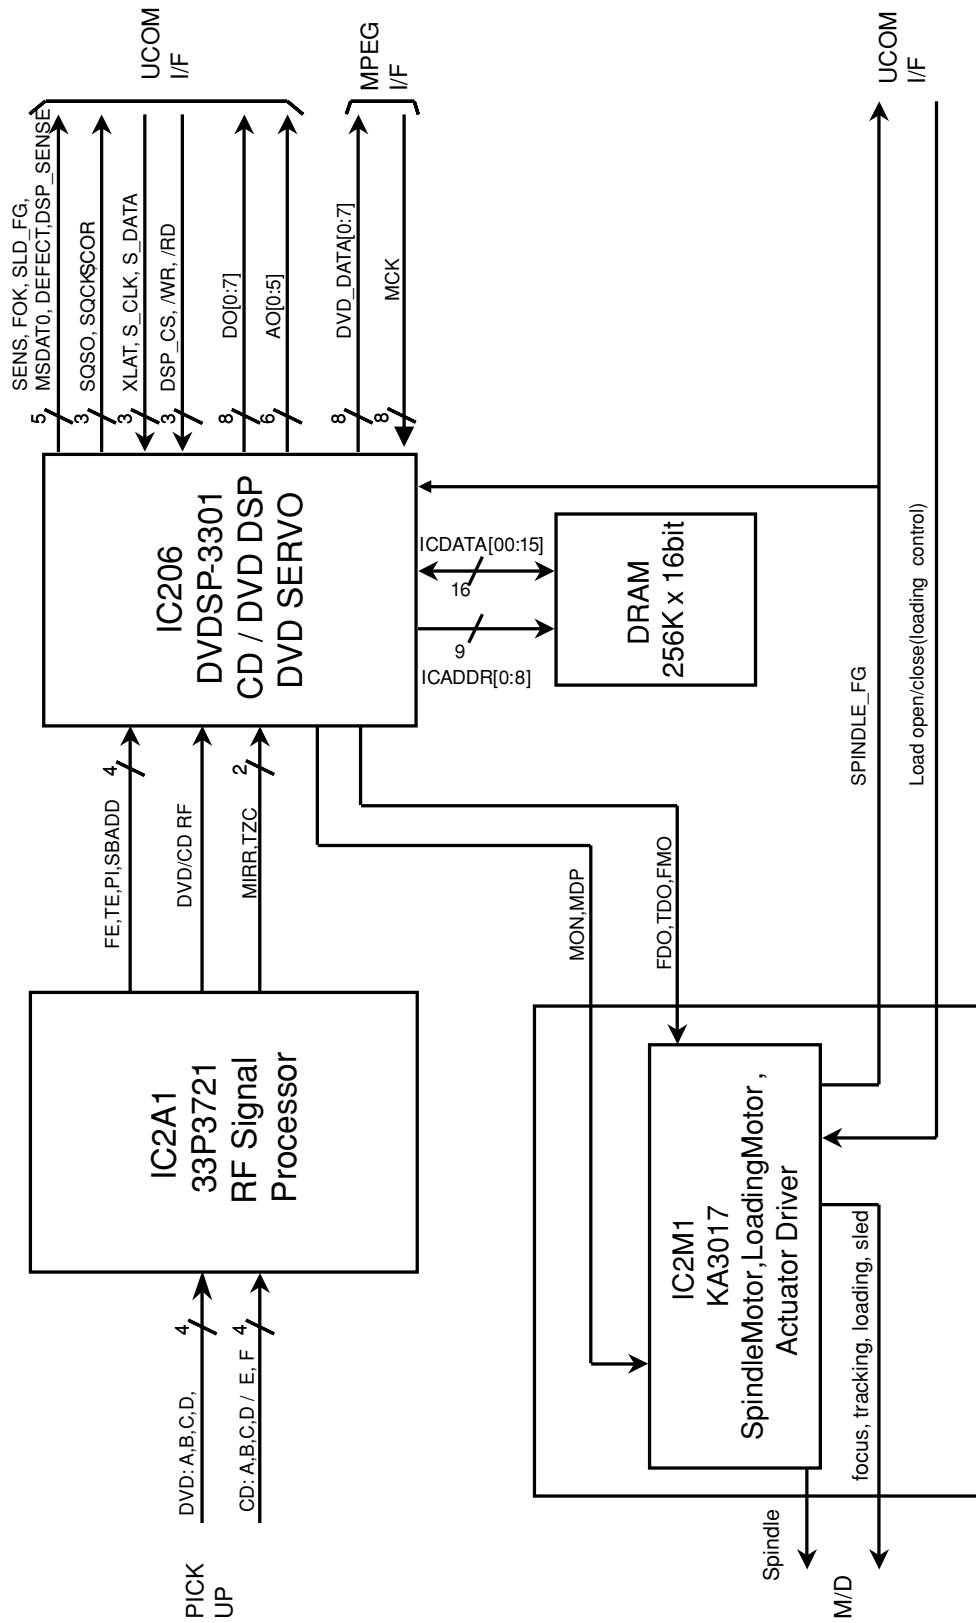 PICK
UP
DVD: A,B,C,D,
4
CD: A,B,C,D / E, F
4
IC2A1
33P3721
RF Signal
Processor
FE,TE,PI,SBADD
4
DVD/CD RF
MIRR,TZC
2
IC206
DVDSP-3301
CD / DVD DSP
DVD SERVO
SENS, FOK, SLD_FG,
MSDAT0, DEFECT,DSP_SENSE
5
SQSO, SQCK,SCOR
3
XLAT, S_CLK, S_DATA
3
DSP_CS, /WR, /RD
3
DO[0:7]
8
AO[0:5]
6
UCOM
I/F
DVD_DATA[0:7]
8
MCK
8
MPEG
I/F
ICDATA[00:15]
16
9
ICADDR[0:8]
DRAM
256K x 16bit
MON,MDP
FDO,TDO,FMO
IC2M1
KA3017
SpindleMotor,LoadingMotor ,
Actuator Driver
SPINDLE_FG
Load open/close(loading control)
UCOM
I/F
Spindle
focus, tracking, loading, sled
M/D